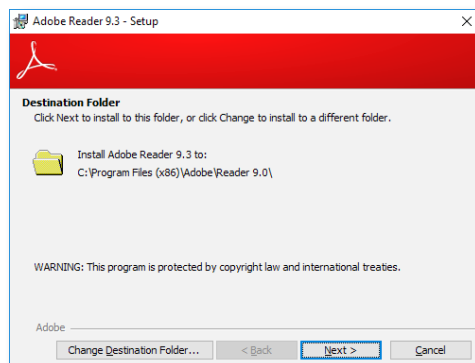 Adobe Reader 9.3 - Setup
Destination Folder
Click Next to install to this folder, or click Change to install to a different folder.
Install Adobe Reader 9.3 to:
C:\Program Files (x86)\Adobe\Reader 9.0\
WARNING: This program is protected by copyright law and international treaties.
Adobe
Change Destination Folder... < Back Next > Cancel